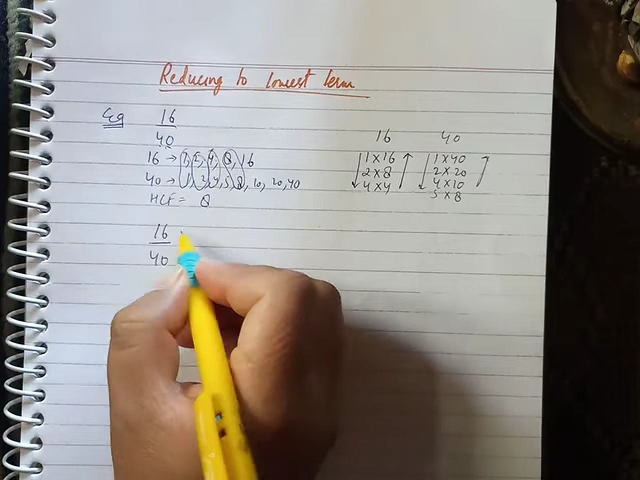 Reducing to lowest term
Eg 16
40
16 → 1, 2, 4, 8, 16
40 → 1, 2, 4, 5, 8, 10, 20, 40
HCF = 8
16
40
16
1 x 16
2 x 8
4 x 4
40
1 x 40
2 x 20
4 x 10
5 x 8